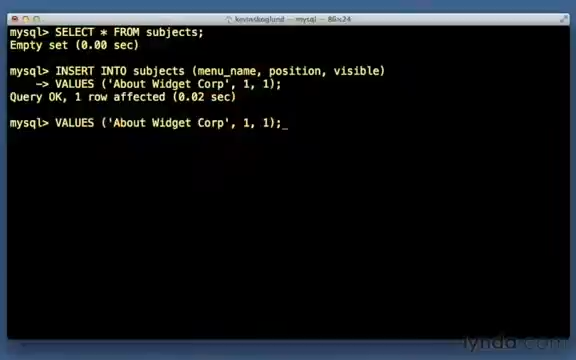 kevinskoglund — mysql — 86×24
mysql> SELECT * FROM subjects;
Empty set (0.00 sec)
mysql> INSERT INTO subjects (menu_name, position, visible)
-> VALUES ('About Widget Corp', 1, 1);
Query OK, 1 row affected (0.02 sec)
mysql> VALUES ('About Widget Corp', 1, 1);_
lynda.com